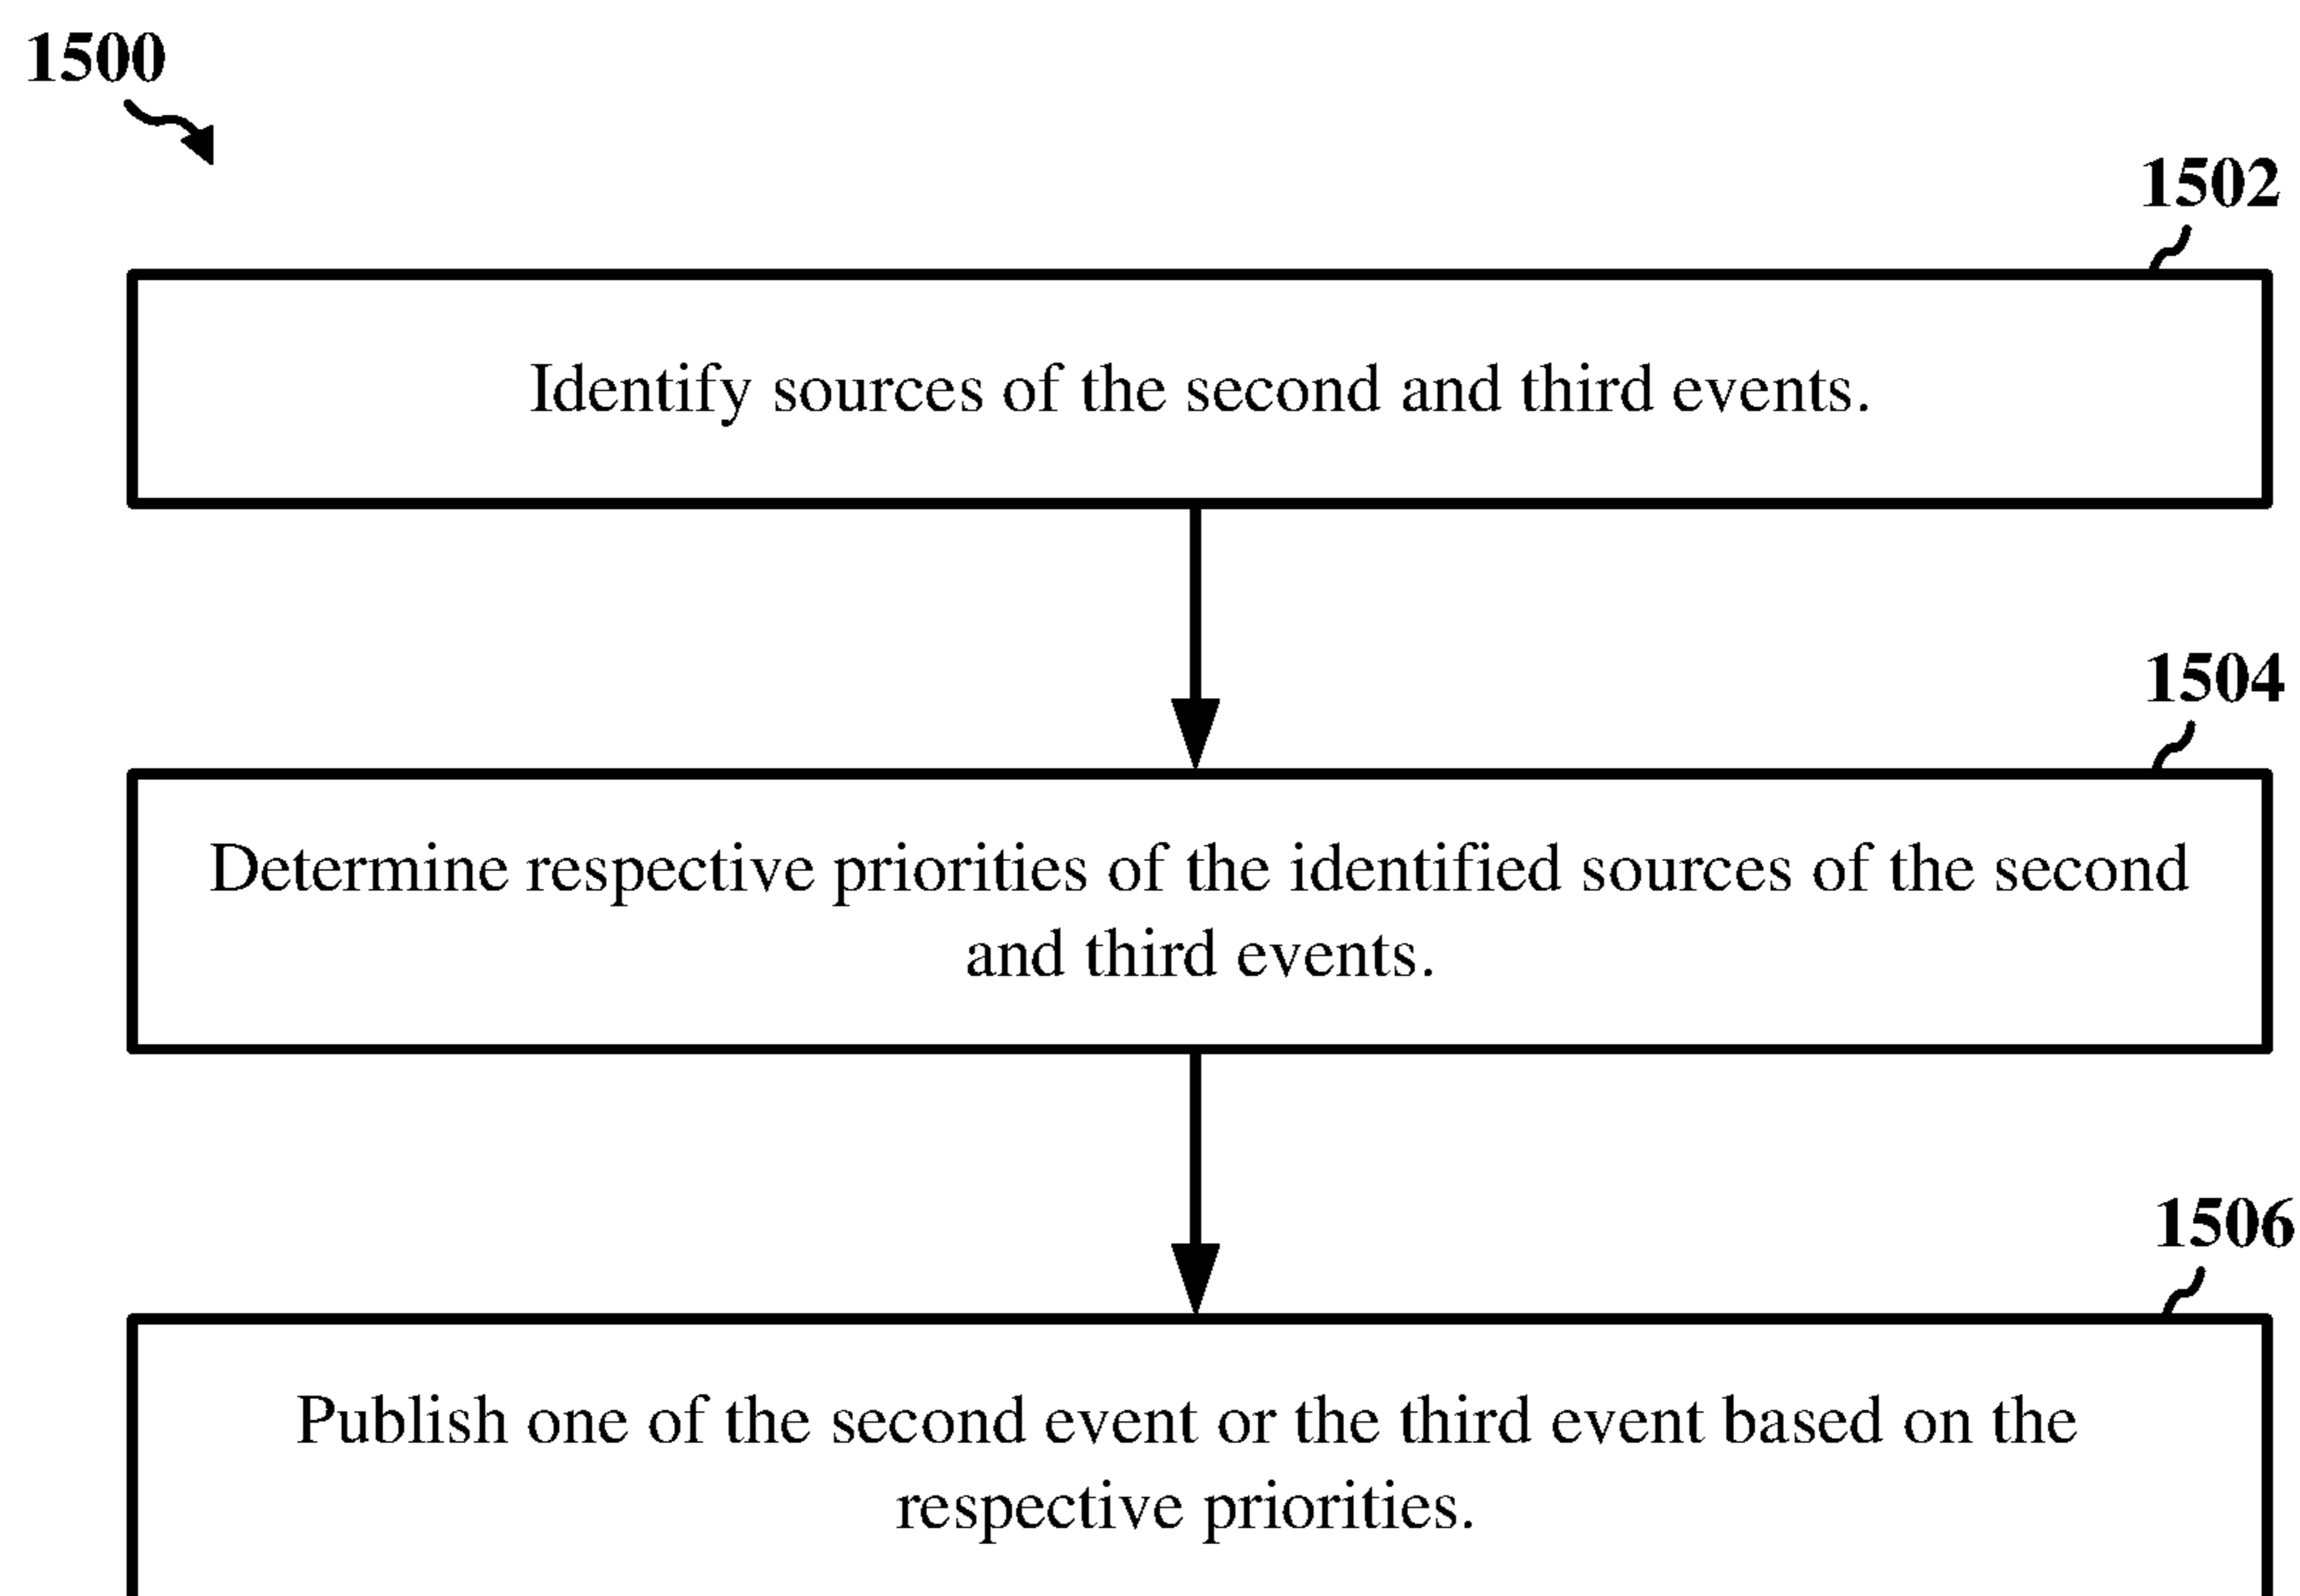 1500
1502
Identify sources of the second and third events.
1504
Determine respective priorities of the identified sources of the second
and third events.
1506
Publish one of the second event or the third event based on the
respective priorities.